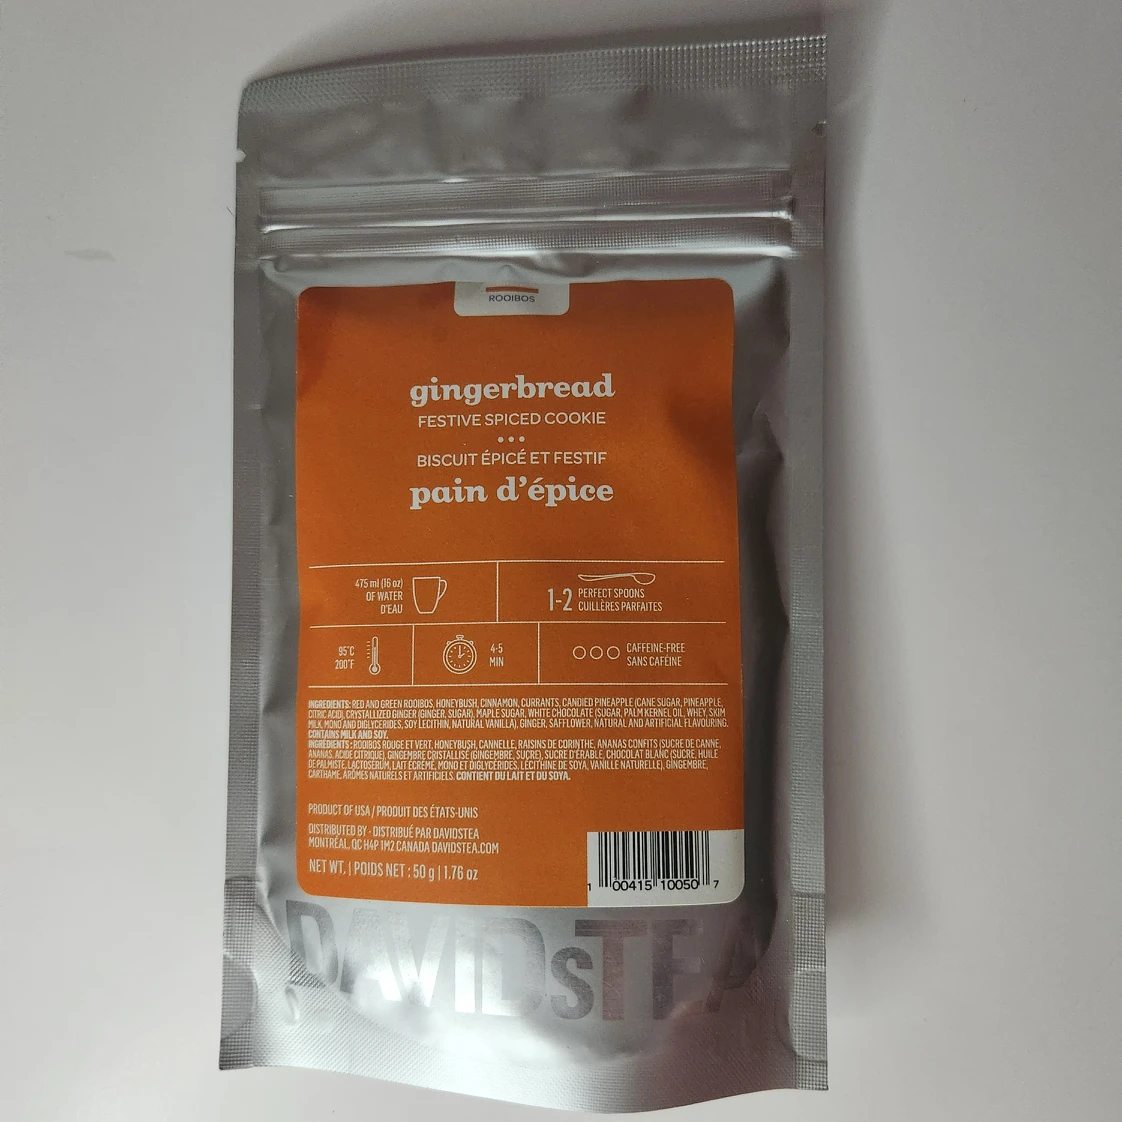 ROOIBOS
gingerbread
FESTIVE SPICED COOKIE
•••
BISCUIT ÉPICÉ ET FESTIF
pain d'épice
475 ml (16 oz)
OF WATER
D'EAU
1-2 PERFECT SPOONS
CUILLÈRES PARFAITES
95°C
200°F
4-5
MIN
CAFFEINE-FREE
SANS CAFÉINE
INGREDIENTS: RED AND GREEN ROOIBOS, HONEYBUSH, CINNAMON, CURRANTS, CANDIED PINEAPPLE (CANE SUGAR, PINEAPPLE,
CITRIC ACID), CRYSTALLIZED GINGER (GINGER, SUGAR), MAPLE SUGAR, WHITE CHOCOLATE (SUGAR, PALM KERNEL OIL, WHEY, SKIM
MILK, MONO AND DIGLYCERIDES, SOY LECITHIN, NATURAL VANILLA), GINGER, SAFFLOWER, NATURAL AND ARTIFICIAL FLAVOURING.
CONTAINS MILK AND SOY.
INGRÉDIENTS : ROOIBOS ROUGE ET VERT, HONEYBUSH, CANNELLE, RAISINS DE CORINTHE, ANANAS CONFITS (SUCRE DE CANNE,
ANANAS, ACIDE CITRIQUE), GINGEMBRE CRISTALLISÉ (GINGEMBRE, SUCRE), SUCRE D'ÉRABLE, CHOCOLAT BLANC (SUCRE, HUILE
DE PALMISTE, LACTOSÉRUM, LAIT ÉCRÉMÉ, MONO ET DIGLYCÉRIDES, LÉCITHINE DE SOYA, VANILLE NATURELLE), GINGEMBRE,
CARTHAME, ARÔMES NATURELS ET ARTIFICIELS. CONTIENT DU LAIT ET DU SOYA.
PRODUCT OF USA / PRODUIT DES ÉTATS-UNIS
DISTRIBUTED BY - DISTRIBUÉ PAR DAVIDSTEA
MONTRÉAL, QC H4P 1M2 CANADA DAVIDSTEA.COM
NET WT. | POIDS NET : 50 g | 1.76 oz
1 00415 10050 7
DAVIDsTEA